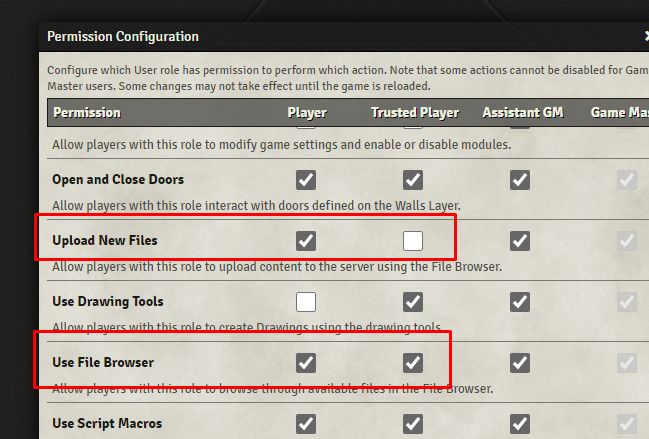 Permission Configuration
Configure which User role has permission to perform which action. Note that some actions cannot be disabled for Gam
Master users. Some changes may not take effect until the game is reloaded.
Permission Player Trusted Player Assistant GM Game Mas
Allow players with this role to modify game settings and enable or disable modules.
Open and Close Doors
Allow players with this role interact with doors defined on the Walls Layer.
Upload New Files
Allow players with this role to upload content to the server using the File Browser.
Use Drawing Tools
Allow players with this role to create Drawings using the drawing tools.
Use File Browser
Allow players with this role to browse through available files in the File Browser.
Use Script Macros